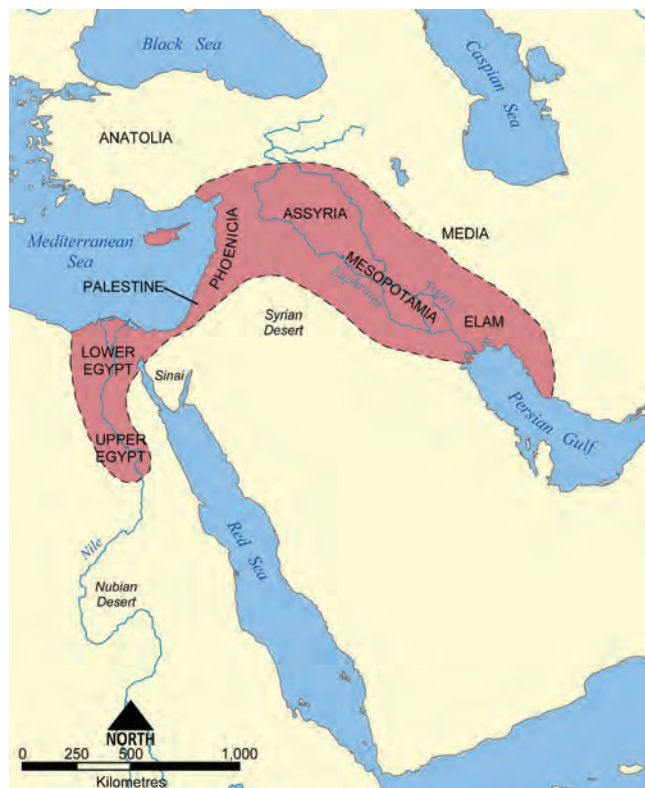 Black Sea
Caspian Sea
ANATOLIA
ASSYRIA
MEDIA
PHOENICIA
Mediterranean
Sea
MESOPOTAMIA
Tigris
Euphrates
PALESTINE
ELAM
Syrian
Desert
LOWER
EGYPT
Sinai
Persian Gulf
UPPER
EGYPT
Red Sea
Nile
Nubian
Desert
NORTH
0 250 500 1,000
Kilometres